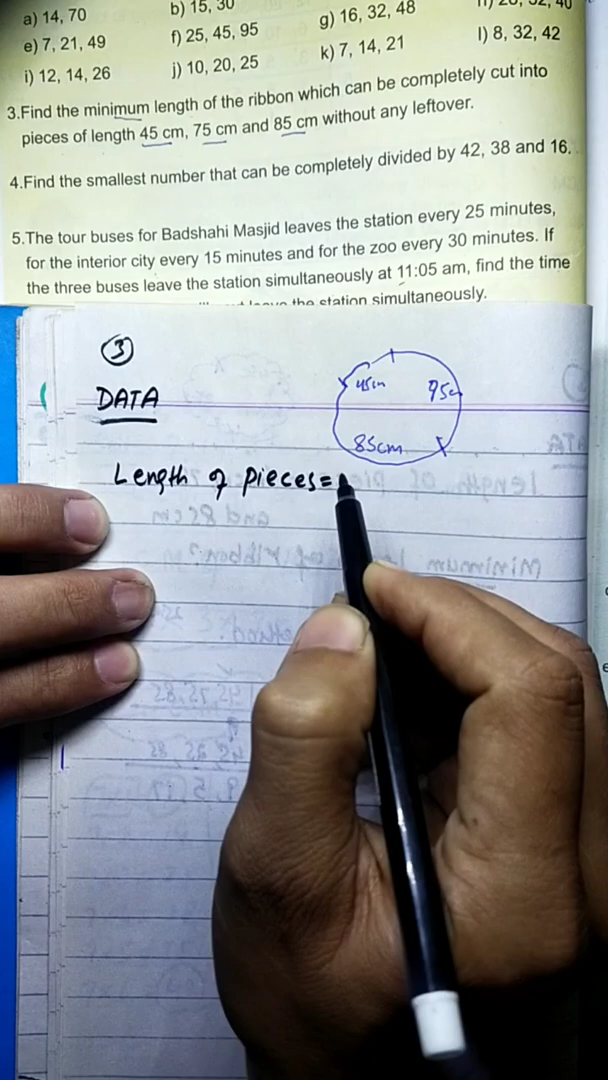 a) 14, 70
b) 15, 30
g) 16, 32, 48
e) 7, 21, 49
f) 25, 45, 95
k) 7, 14, 21
l) 8, 32, 42
i) 12, 14, 26
j) 10, 20, 25
3.Find the minimum length of the ribbon which can be completely cut into
pieces of length 45 cm, 75 cm and 85 cm without any leftover.
4.Find the smallest number that can be completely divided by 42, 38 and 16.
5.The tour buses for Badshahi Masjid leaves the station every 25 minutes,
for the interior city every 15 minutes and for the zoo every 30 minutes. If
the three buses leave the station simultaneously at 11:05 am, find the time
the station simultaneously.
3
DATA
45cm
75c
85cm
Length of pieces=